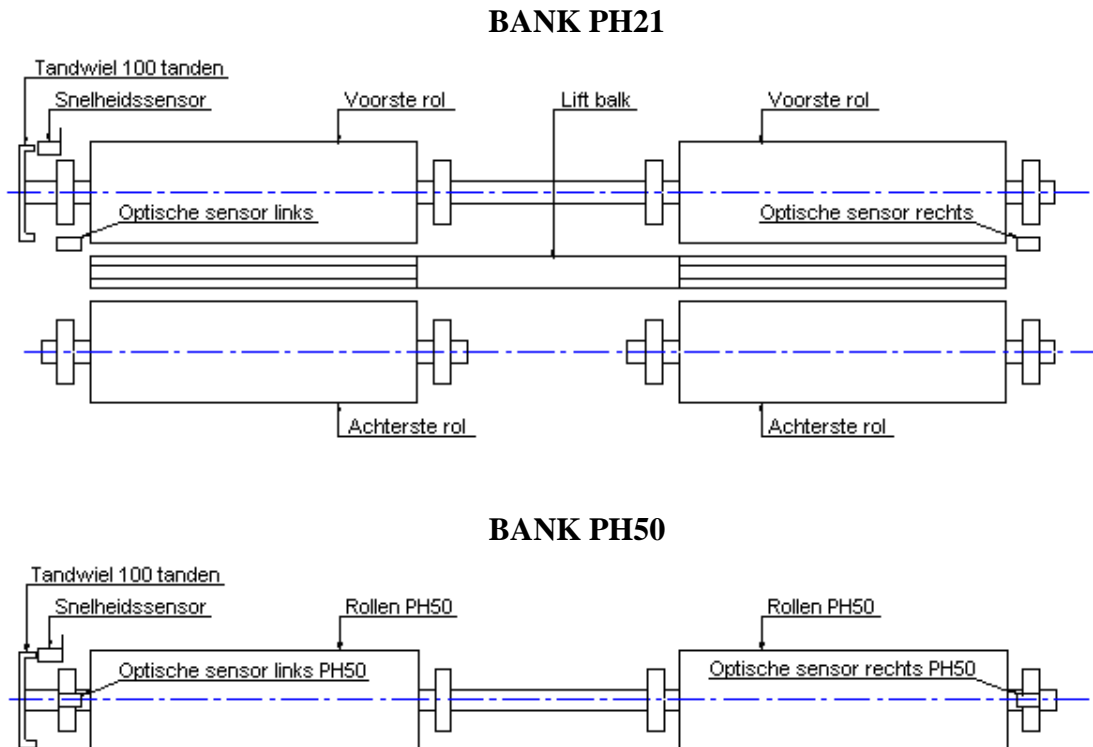 BANK PH21
Tandwiel 100 tanden
Snelheidssensor
Voorste rol
Lift balk
Voorste rol
Optische sensor links
Optische sensor rechts
Achterste rol
Achterste rol
BANK PH50
Tandwiel 100 tanden
Snelheidssensor
Rollen PH50
Rollen PH50
Optische sensor links PH50
Optische sensor rechts PH50